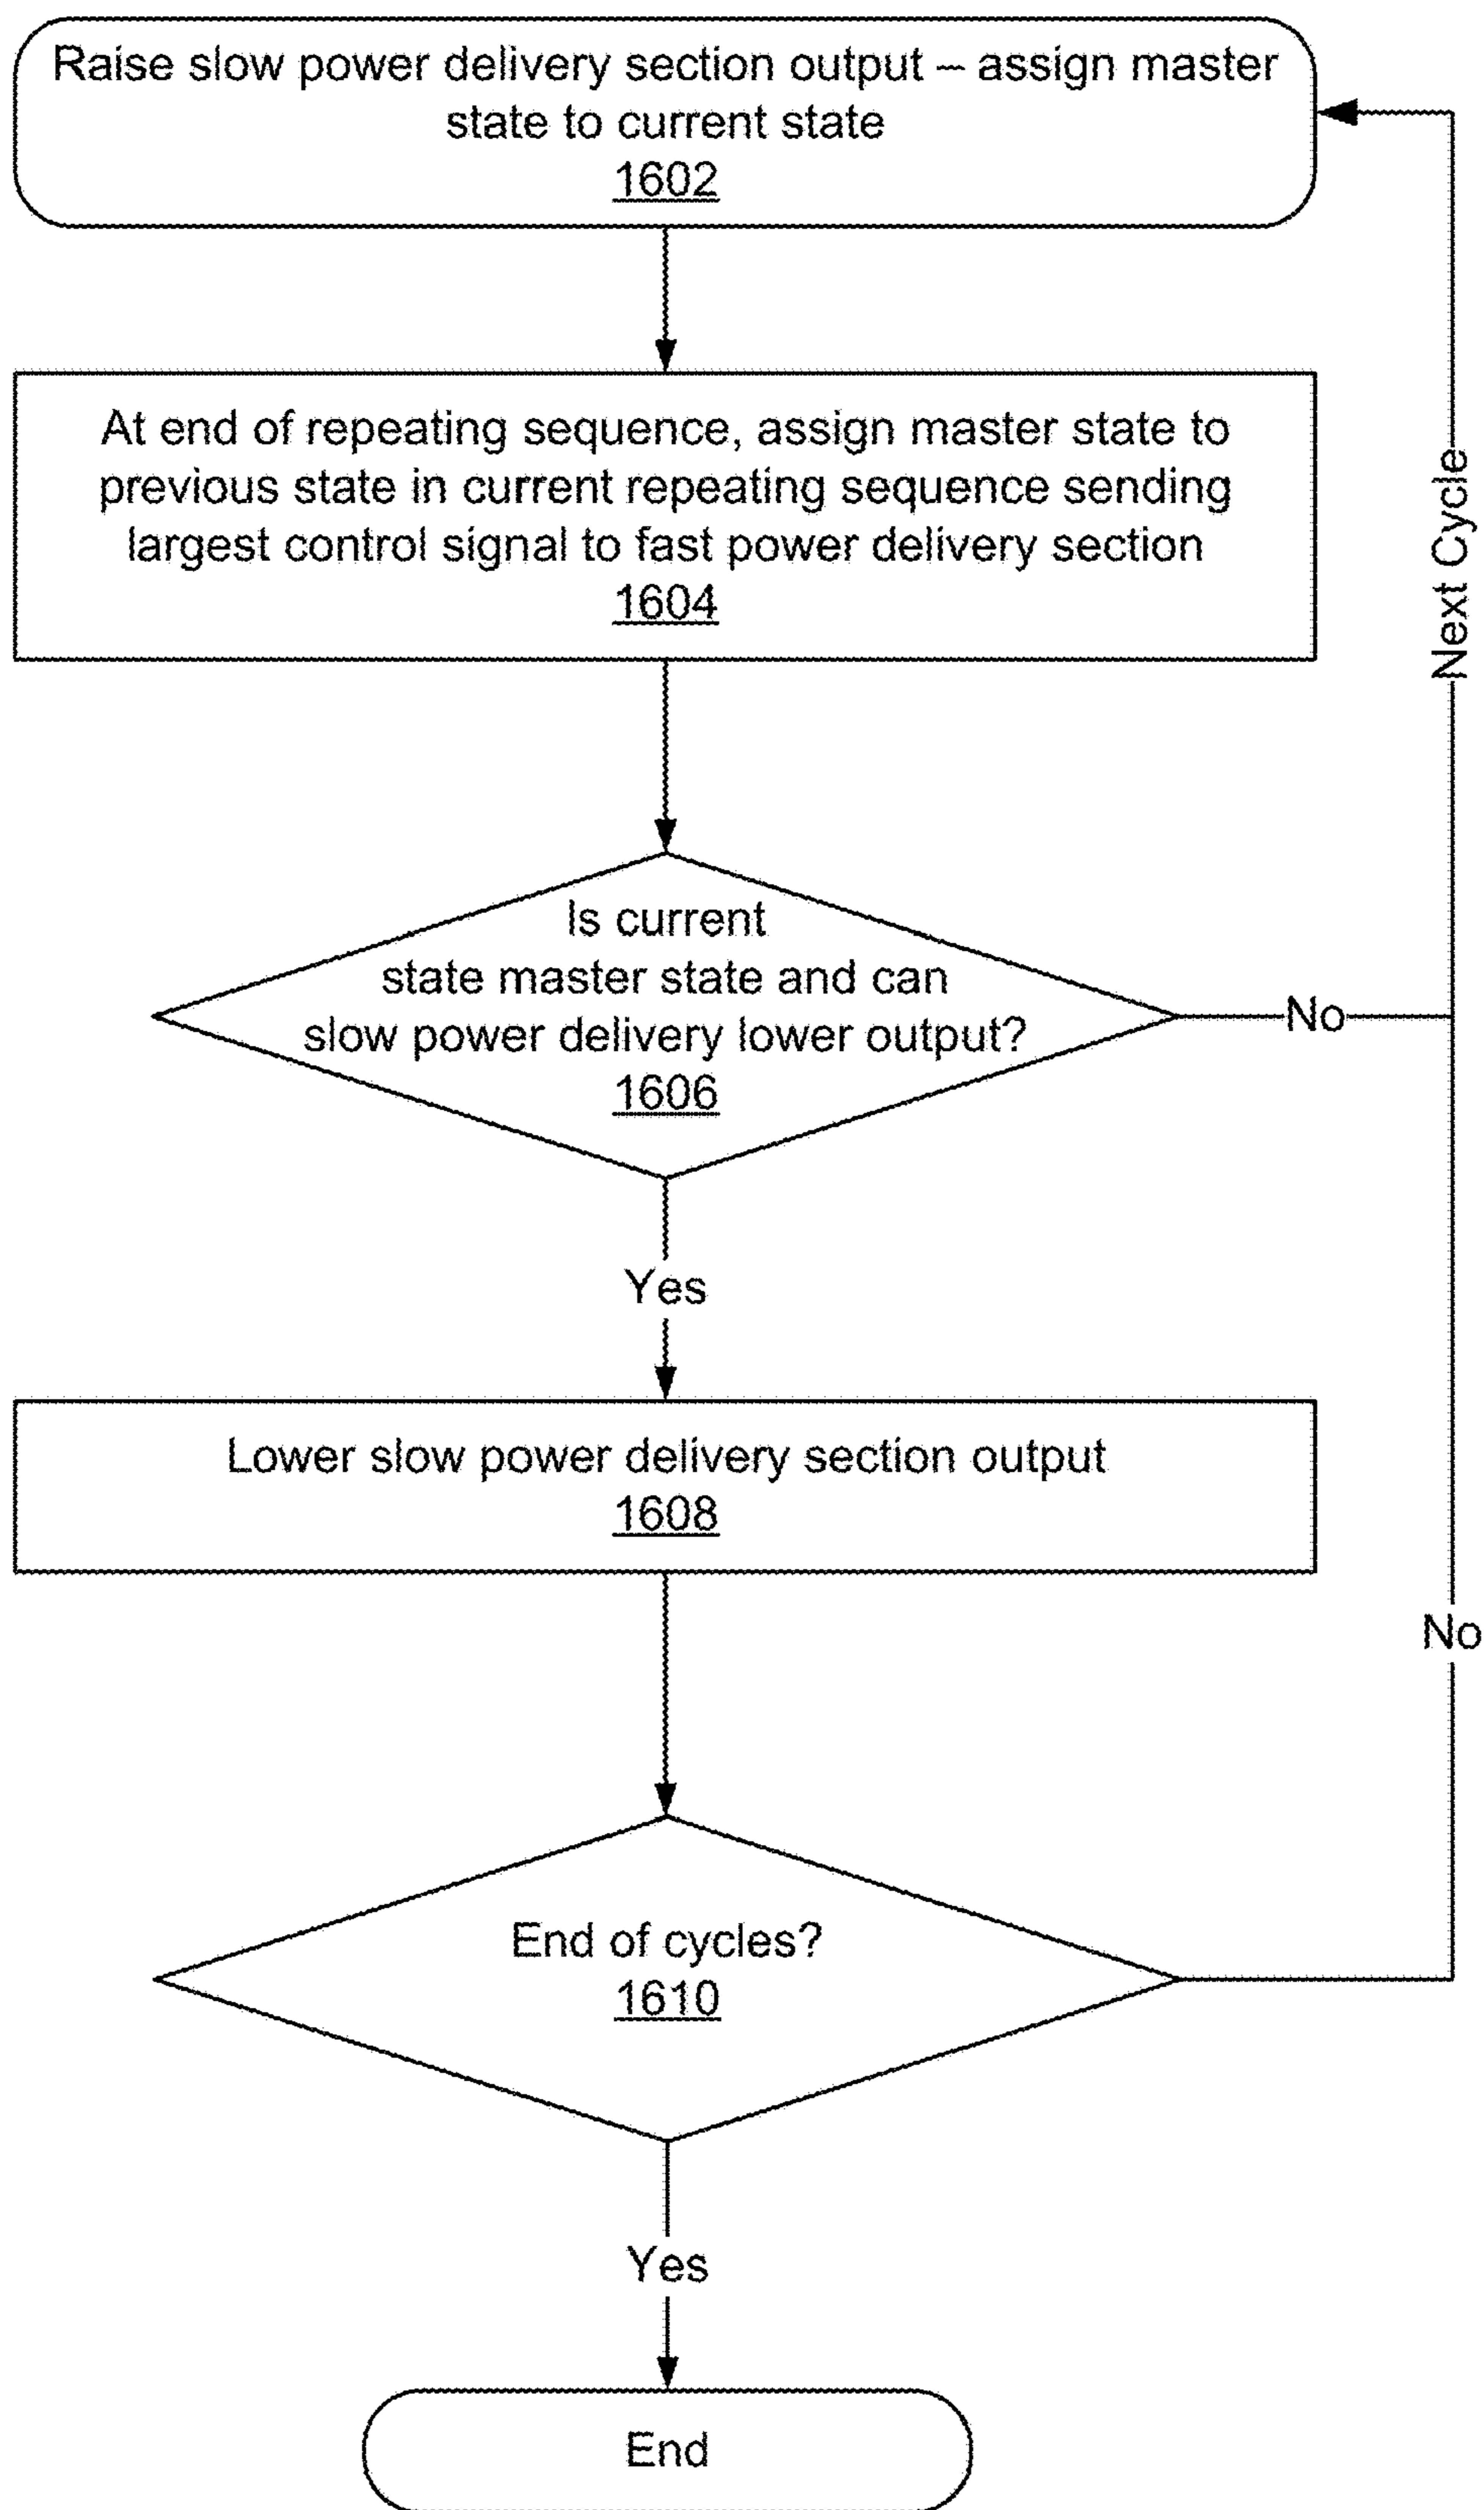 Raise slow power delivery section output – assign master
state to current state
1602
At end of repeating sequence, assign master state to
previous state in current repeating sequence sending
largest control signal to fast power delivery section
1604
Next Cycle
Is current
state master state and can
slow power delivery lower output?
1606
No
Yes
Lower slow power delivery section output
1608
No
End of cycles?
1610
Yes
End